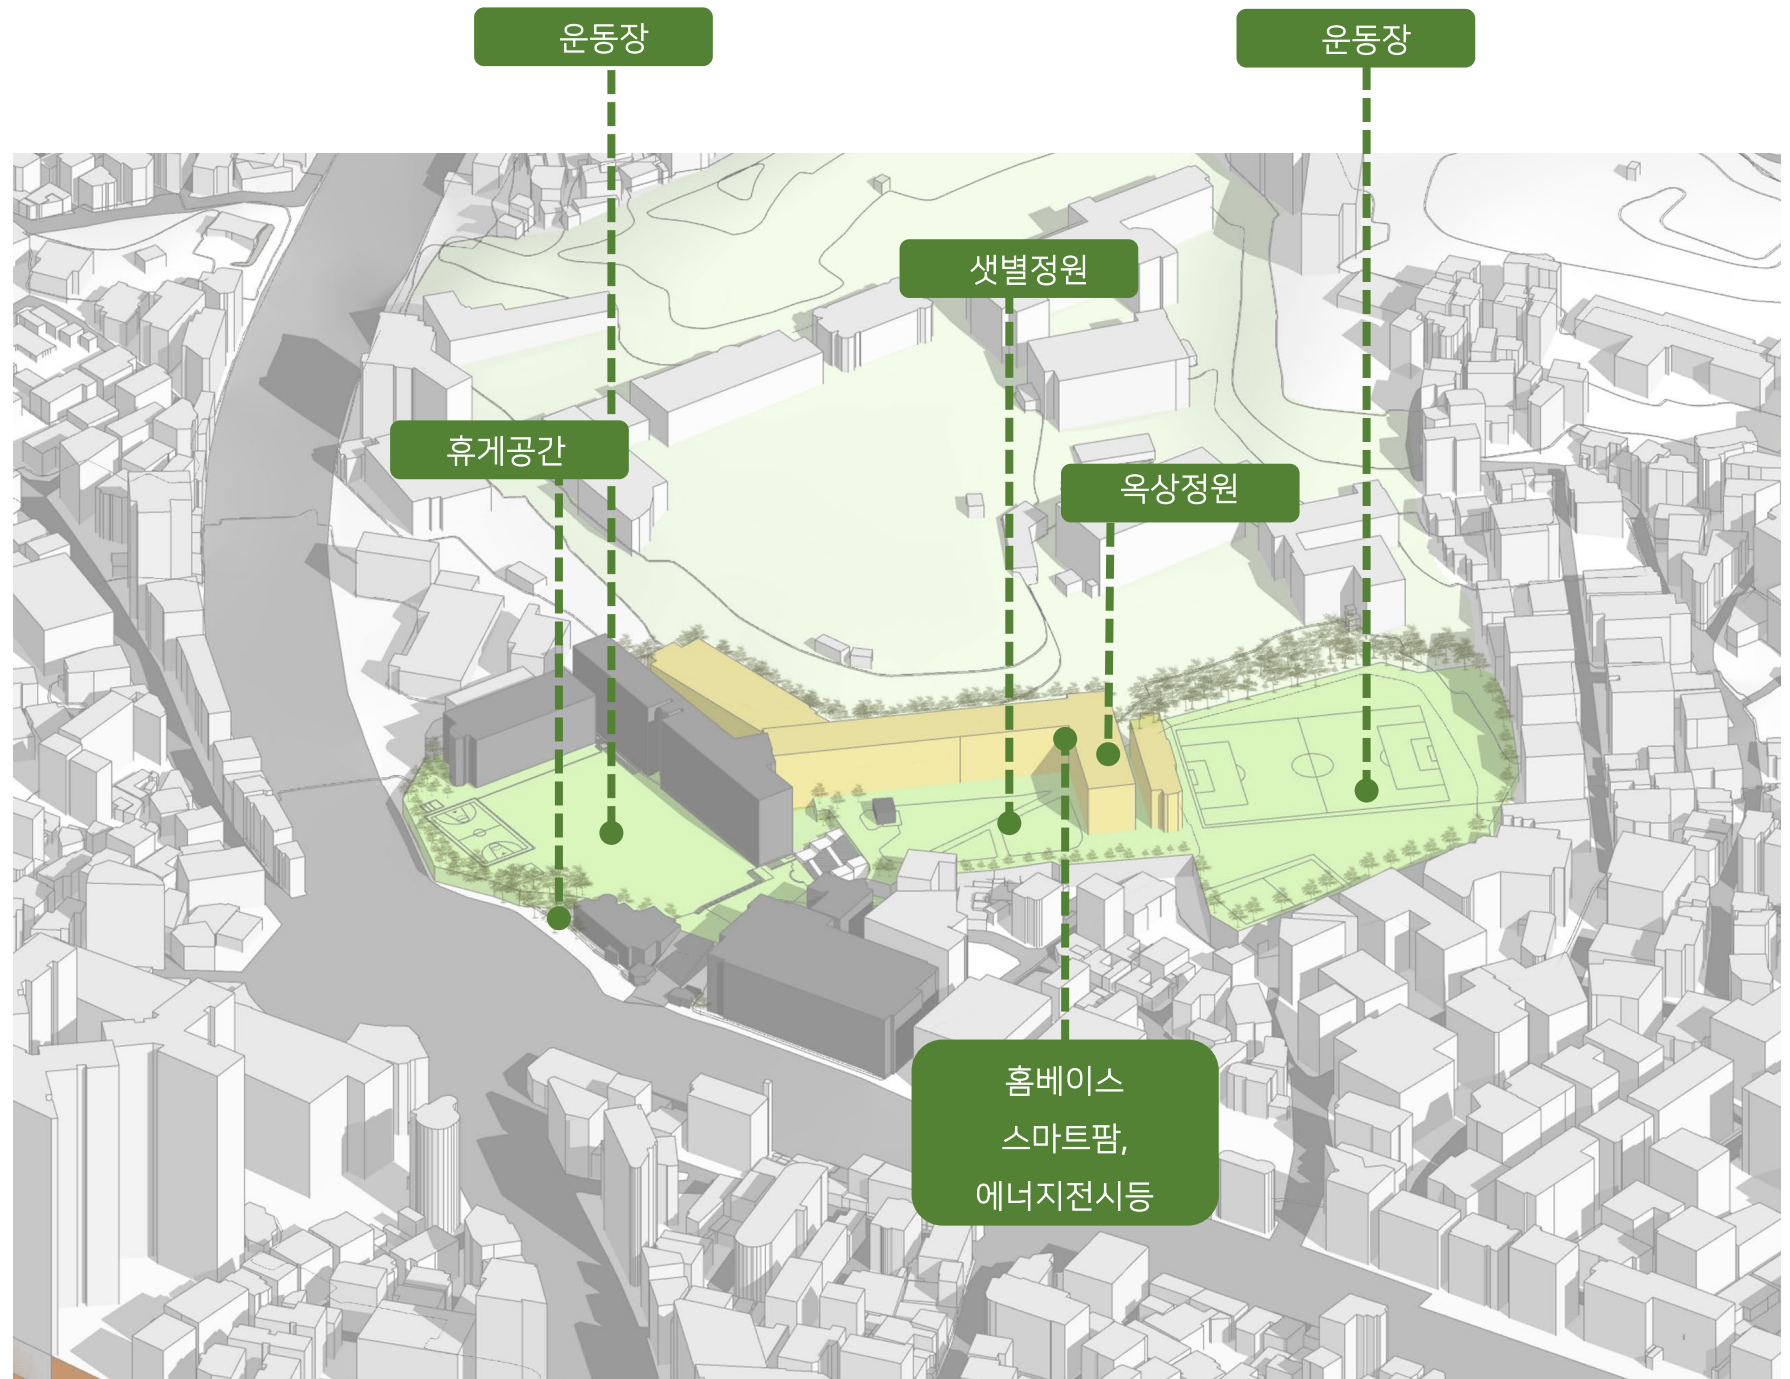 운동장
운동장
샛별정원
휴게공간
옥상정원
홈베이스
스마트팜,
에너지전시등